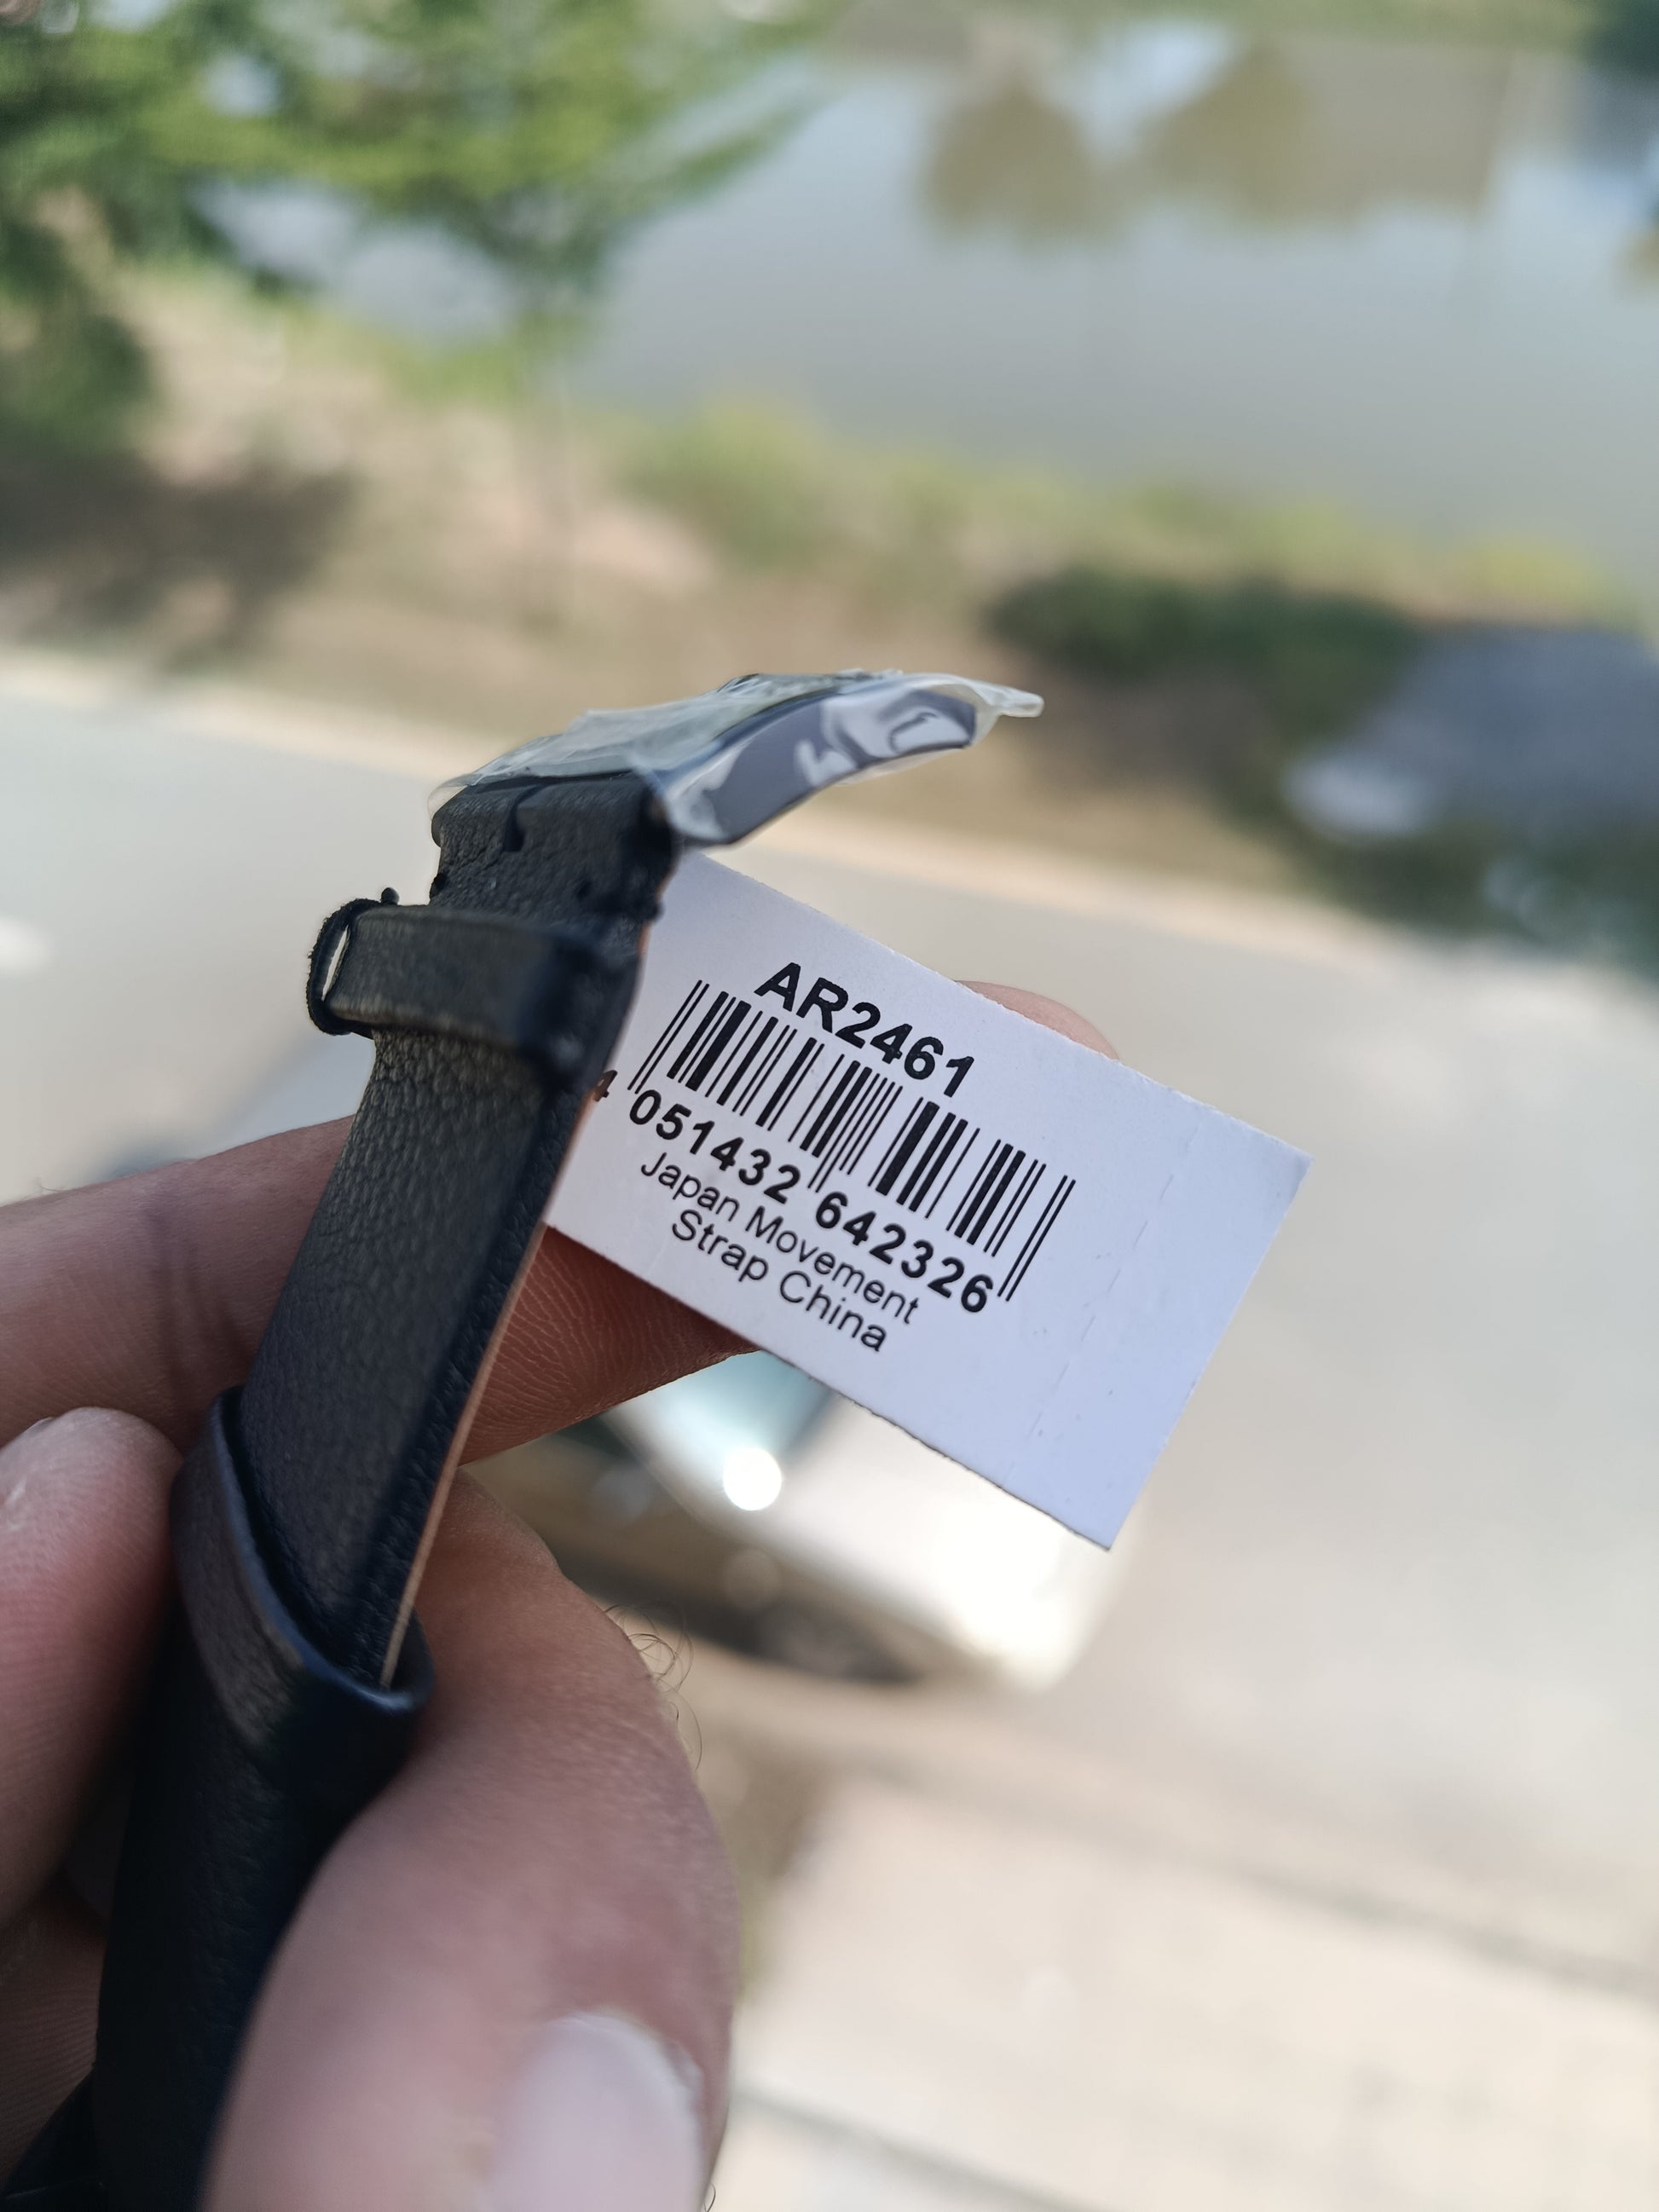 AR2461
4 051432 642326
Japan Movement
Strap China